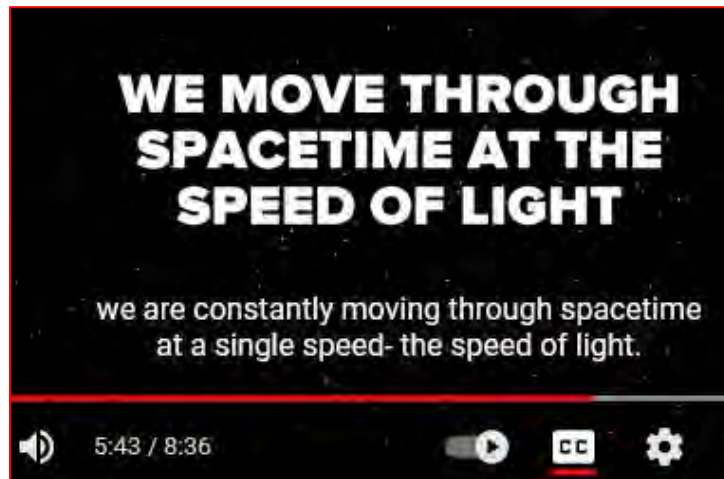 WE MOVE THROUGH
SPACETIME AT THE
SPEED OF LIGHT
we are constantly moving through spacetime
at a single speed- the speed of light.
5:43 / 8:36
CC